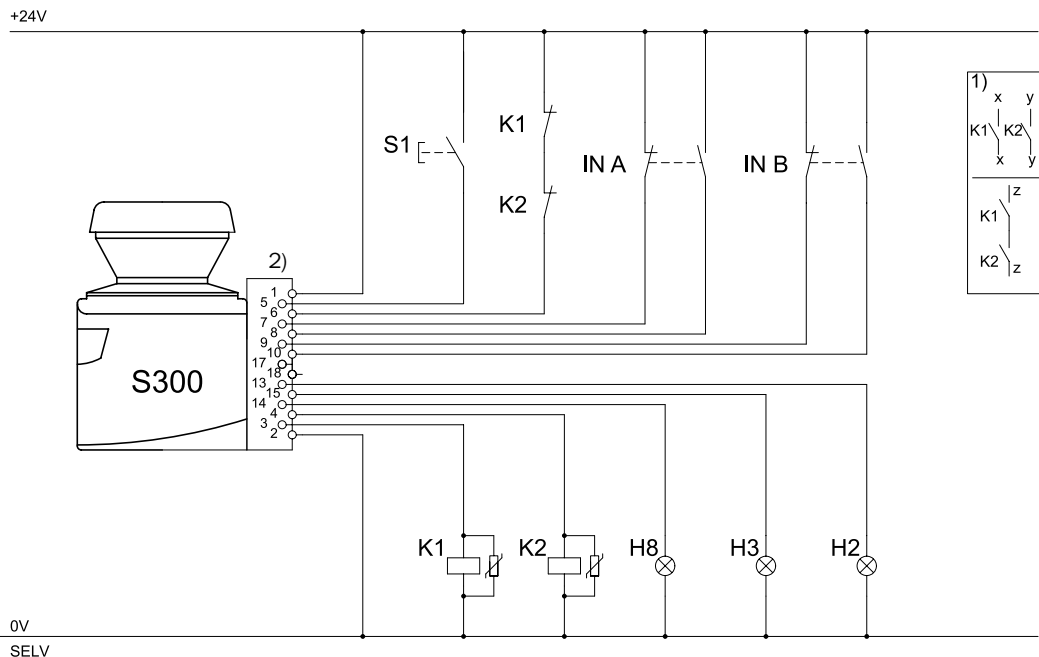 +24V
1)
x y
K1 K2
x y
z
K1
K2 z
S1
K1
K2
IN A
IN B
2)
1
5
6
7
8
9
10
17
18
13
15
14
4
3
2
S300
K1
K2
H8
H3
H2
0V
SELV